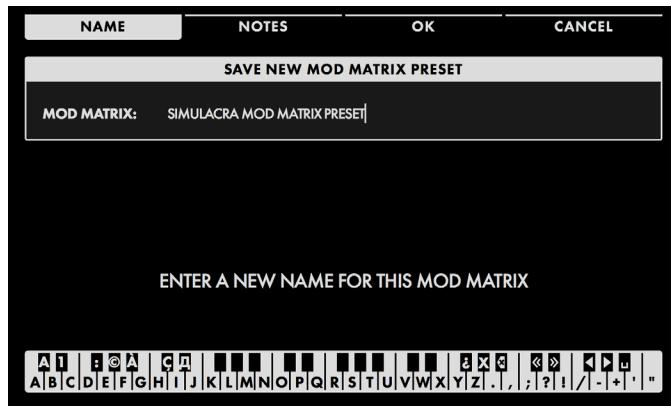 NAME NOTES OK CANCEL
SAVE NEW MOD MATRIX PRESET
MOD MATRIX: SIMULACRA MOD MATRIX PRESET
ENTER A NEW NAME FOR THIS MOD MATRIX
A 1 : © À Ç Д ¿ X « »
A B C D E F G H I J K L M N O P Q R S T U V W X Y Z . , ; ? ! / - + ' "